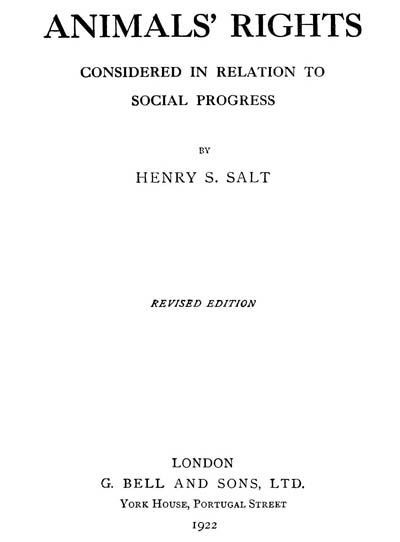 ANIMALS' RIGHTS
CONSIDERED IN RELATION TO
SOCIAL PROGRESS
BY
HENRY S. SALT
REVISED EDITION
LONDON
G. BELL AND SONS, LTD.
York House, Portugal Street
1922